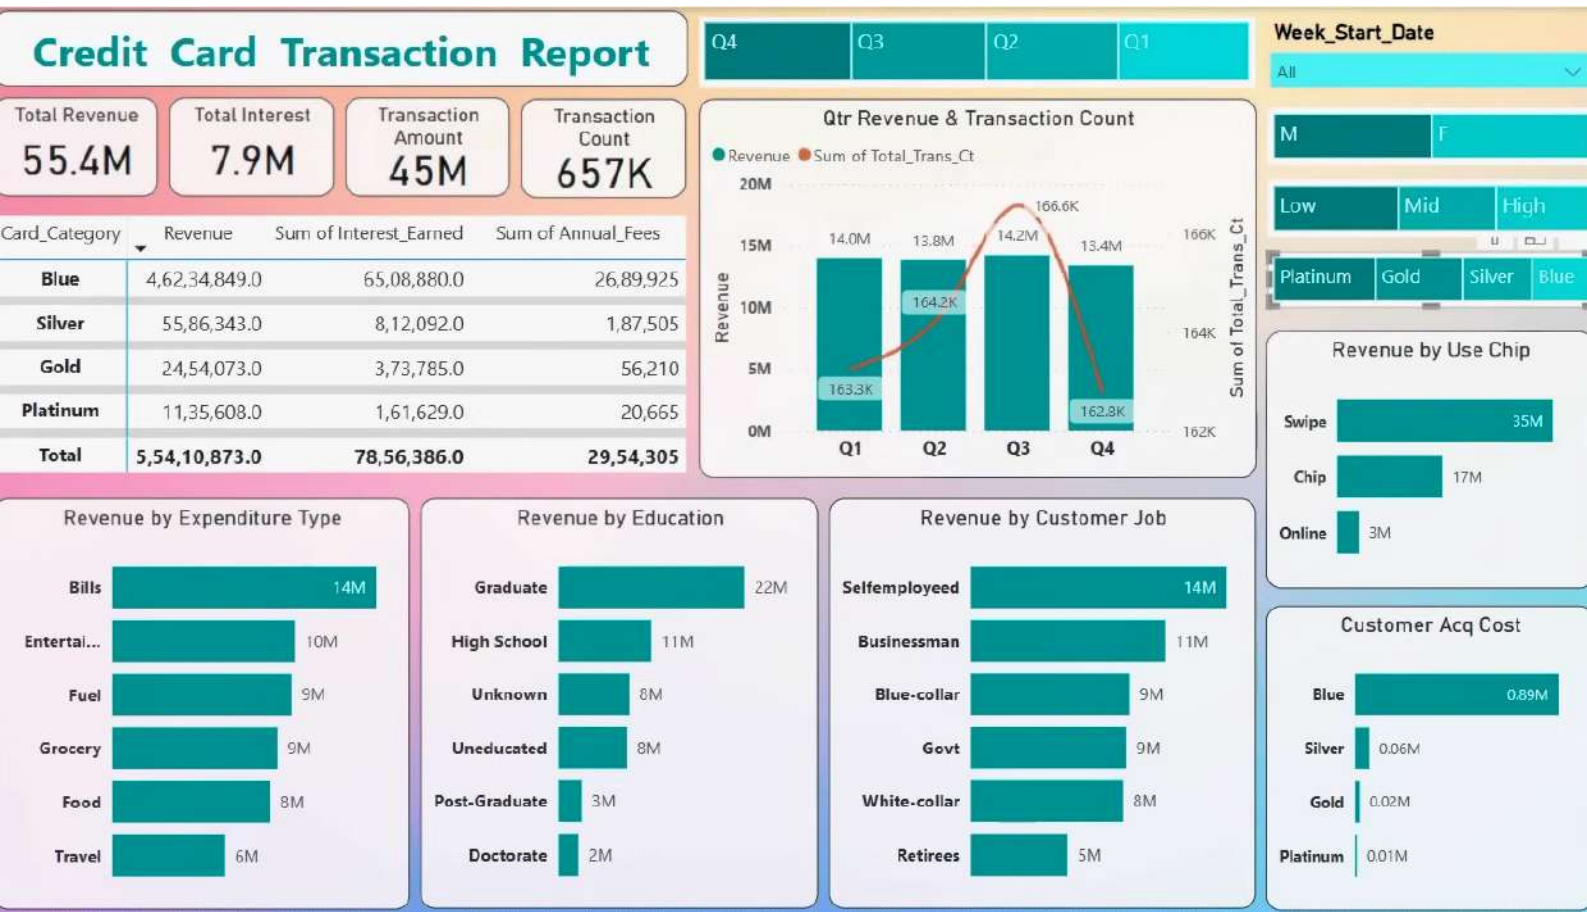 Credit Card Transaction Report
Q4 Q3 Q2 Q1
Week_Start_Date
All
M F
Low Mid High
Platinum Gold Silver Blue
Total Revenue
55.4M
Total Interest
7.9M
Transaction
Amount
45M
Transaction
Count
657K
Card_Category Revenue Sum of Interest_Earned Sum of Annual_Fees
Blue 4,62,34,849.0 65,08,880.0 26,89,925
Silver 55,86,343.0 8,12,092.0 1,87,505
Gold 24,54,073.0 3,73,785.0 56,210
Platinum 11,35,608.0 1,61,629.0 20,665
Total 5,54,10,873.0 78,56,386.0 29,54,305
Qtr Revenue & Transaction Count
Revenue Sum of Total_Trans_Ct
Revenue
20M
15M
10M
5M
0M
14.0M 13.8M 14.2M 13.4M
163.3K 164.2K 166.6K 162.8K
Q1 Q2 Q3 Q4
166K
164K
162K
Sum of Total_Trans_Ct
Revenue by Use Chip
Swipe 35M
Chip 17M
Online 3M
Revenue by Expenditure Type
Bills 14M
Entertai... 10M
Fuel 9M
Grocery 9M
Food 8M
Travel 6M
Revenue by Education
Graduate 22M
High School 11M
Unknown 8M
Uneducated 8M
Post-Graduate 3M
Doctorate 2M
Revenue by Customer Job
Selfemployeed 14M
Businessman 11M
Blue-collar 9M
Govt 9M
White-collar 8M
Retirees 5M
Customer Acq Cost
Blue 0.89M
Silver 0.06M
Gold 0.02M
Platinum 0.01M